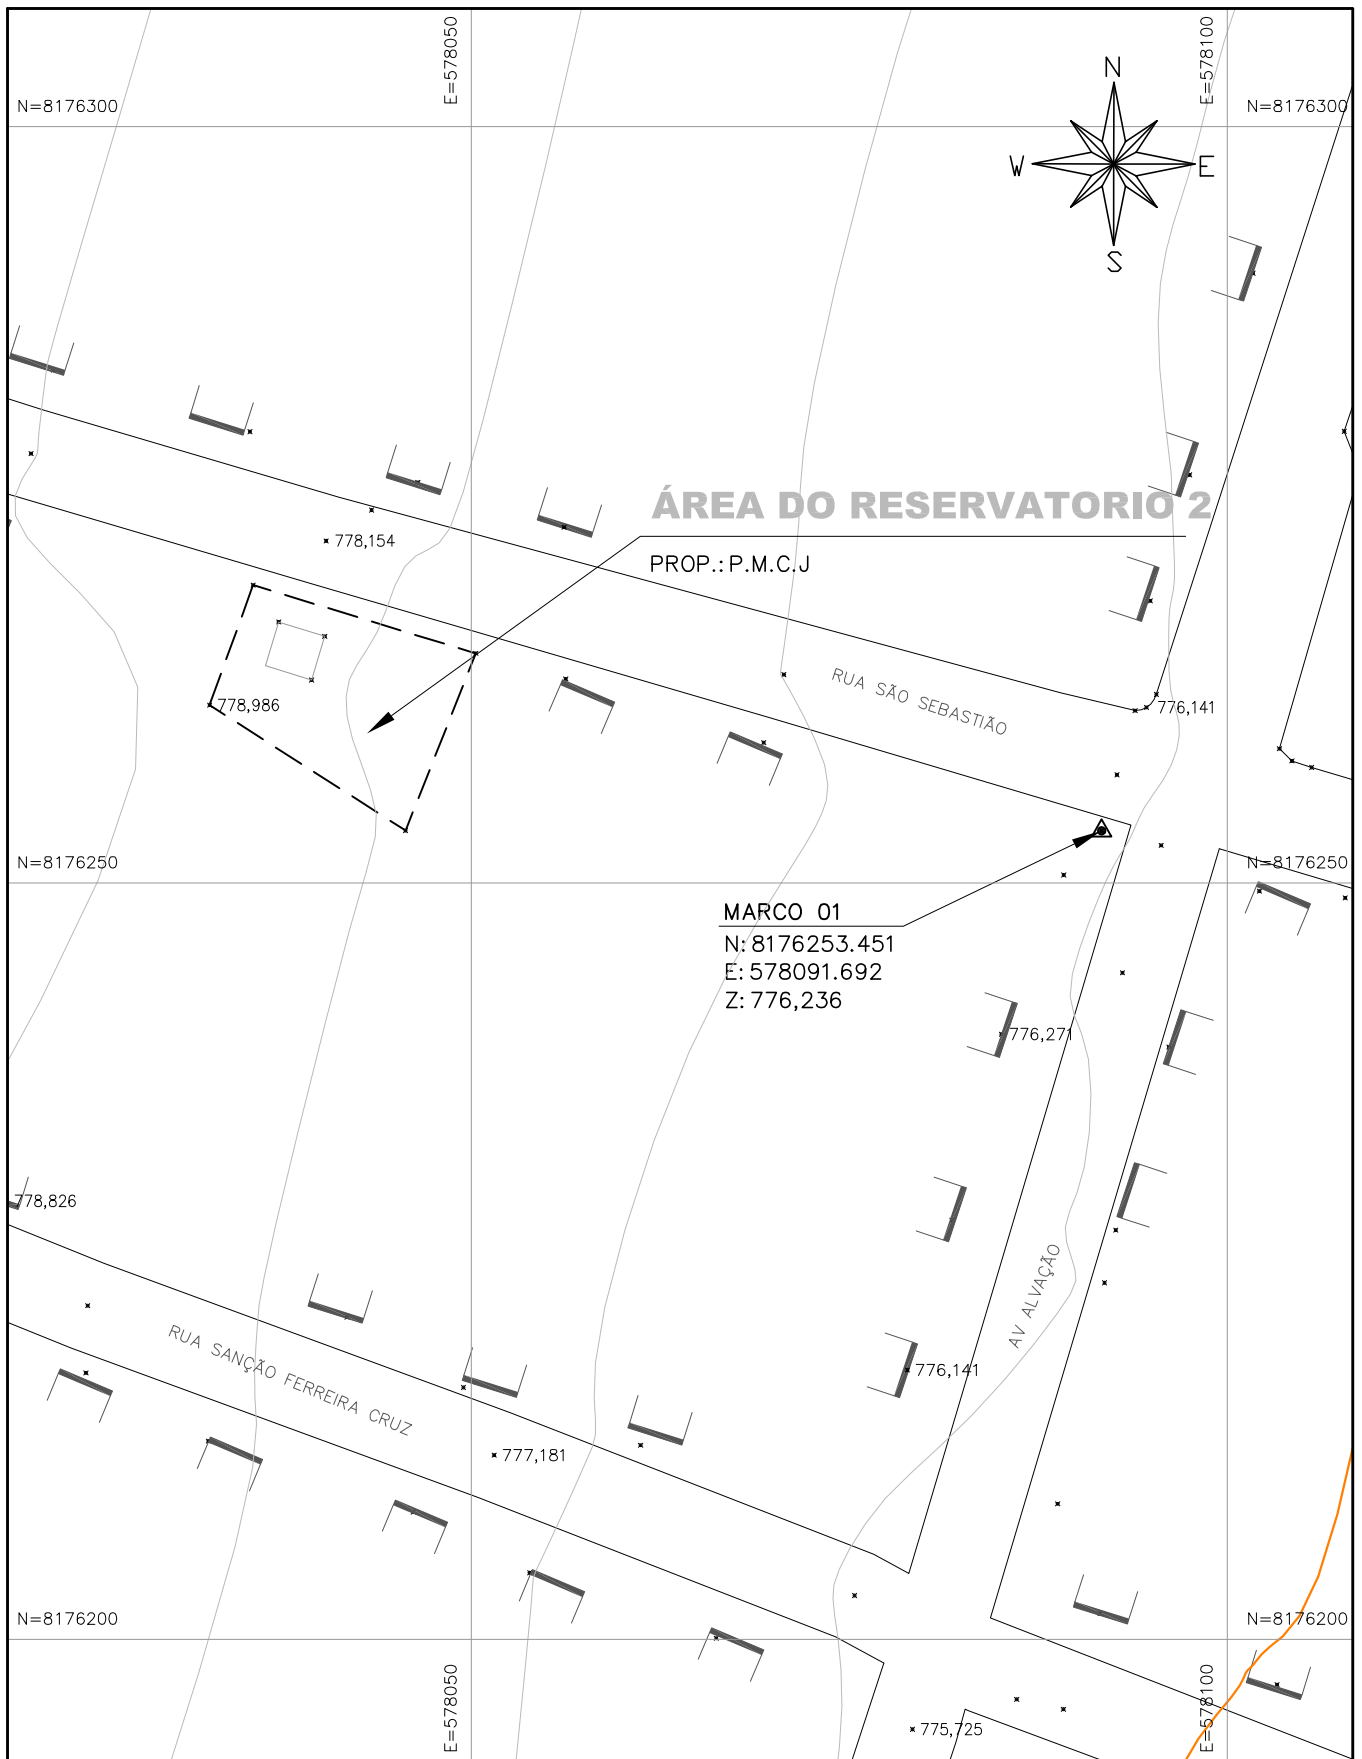 E=578050
E=578100
N=8176300
N=8176300
N
W
E
S
ÁREA DO RESERVATORIO 2
778,154
PROP.: P.M.C.J
RUA SÃO SEBASTIÃO
778,986
776,141
N=8176250
N=8176250
MARCO 01
N: 8176253.451
E: 578091.692
Z: 776,236
776,271
778,826
AV ALVAÇÃO
RUA SANÇÃO FERREIRA CRUZ
776,141
777,181
N=8176200
N=8176200
E=578050
E=578100
775,725